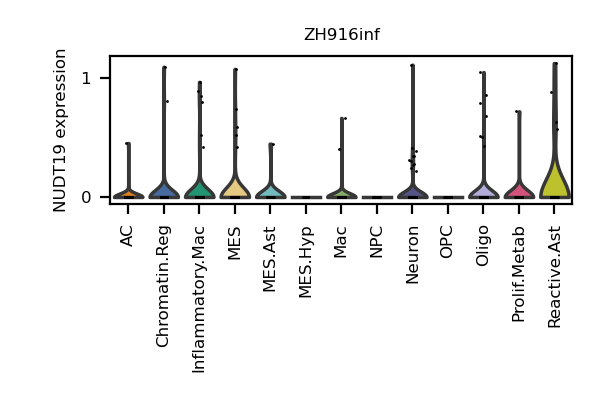 ZH916inf
NUDT19 expression
1
0
AC
Chromatin.Reg
Inflammatory.Mac
MES
MES.Ast
MES.Hyp
Mac
NPC
Neuron
OPC
Oligo
Prolif.Metab
Reactive.Ast